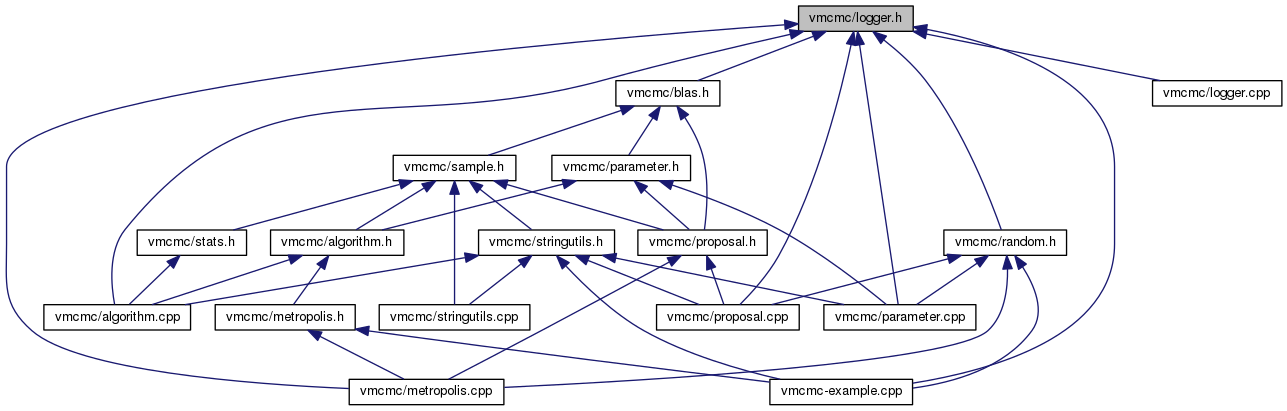 vmcmc/logger.h
vmcmc/blas.h
vmcmc/logger.cpp
vmcmc/sample.h
vmcmc/parameter.h
vmcmc/stats.h
vmcmc/algorithm.h
vmcmc/stringutils.h
vmcmc/proposal.h
vmcmc/random.h
vmcmc/algorithm.cpp
vmcmc/metropolis.h
vmcmc/stringutils.cpp
vmcmc/proposal.cpp
vmcmc/parameter.cpp
vmcmc/metropolis.cpp
vmcmc-example.cpp